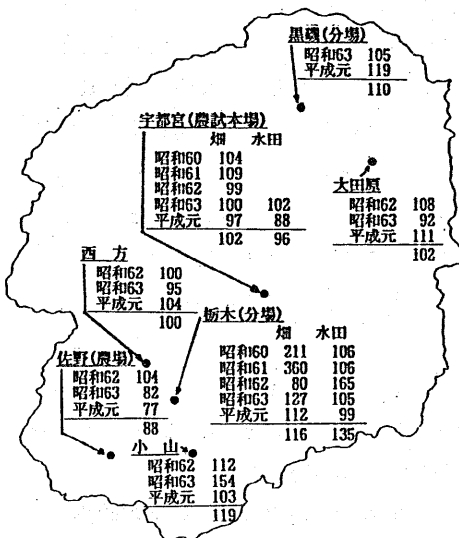 黒磯(分場)
昭和63 105
平成元 119
110
宇都宮(農試本場)
畑 水田
昭和60 104
昭和61 109
昭和62 99
昭和63 100 102
平成元 97 88
102 96
大田原
昭和62 108
昭和63 92
平成元 111
102
西方
昭和62 100
昭和63 95
平成元 104
100
栃木(分場)
畑 水田
昭和60 211 106
昭和61 360 106
昭和62 80 165
昭和63 127 105
平成元 112 99
116 135
佐野(農場)
昭和62 104
昭和63 82
平成元 77
88
小山
昭和62 112
昭和63 154
平成元 103
119